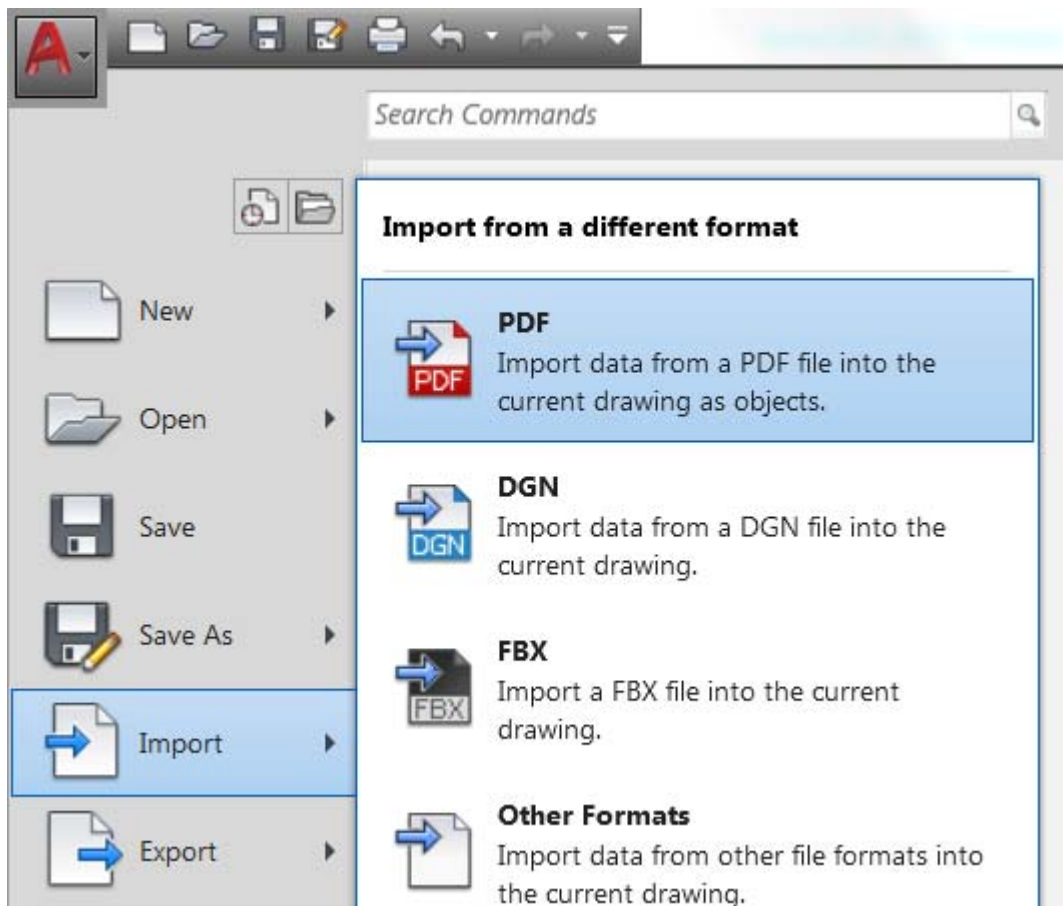 Search Commands
Import from a different format
New
Open
Save
Save As
Import
Export
PDF
PDF
Import data from a PDF file into the
current drawing as objects.
DGN
DGN
Import data from a DGN file into the
current drawing.
FBX
FBX
Import a FBX file into the current
drawing.
Other Formats
Import data from other file formats into
the current drawing.